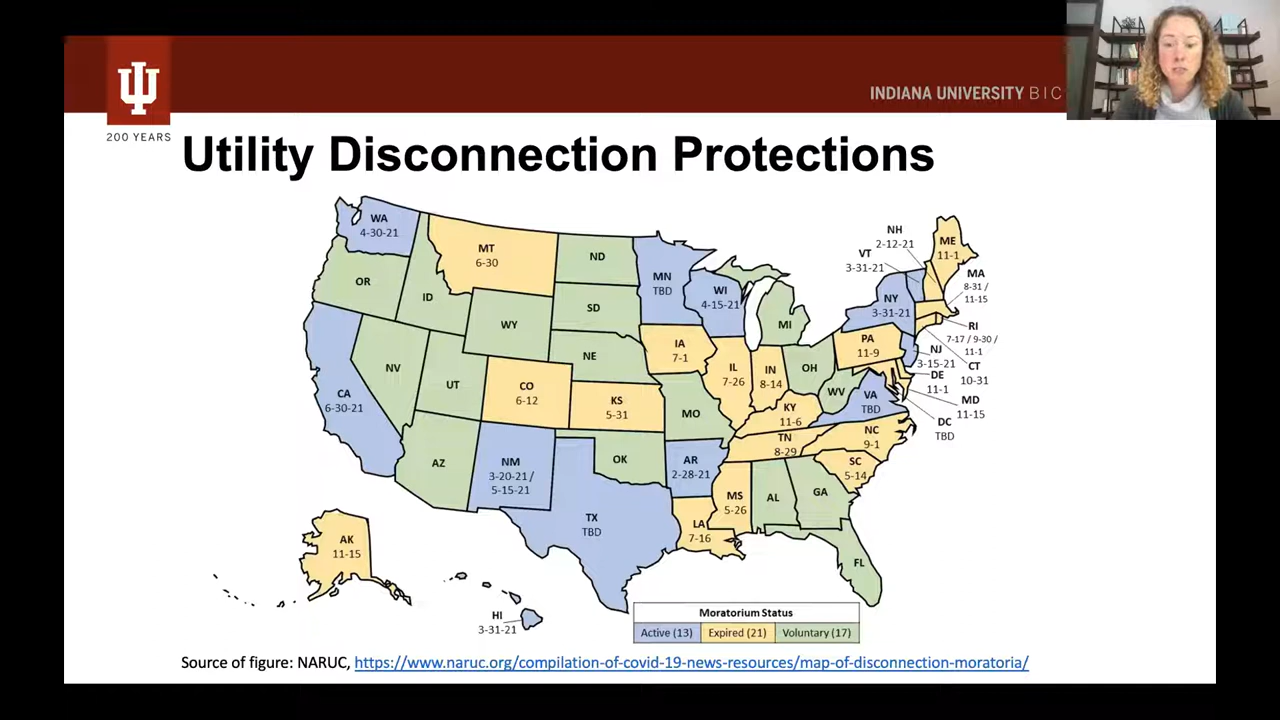 INDIANA UNIVERSITY BIC
IU
200 YEARS
Utility Disconnection Protections
WA
4-30-21
MT
6-30
ND
MN
TBD
OR
ID
WY
SD
WI
4-15-21
MI
NH
2-12-21
VT
3-31-21
ME
11-1
MA
8-31 /
11-15
NY
3-31-21
RI
7-17 / 9-30 /
11-1
CT
10-31
NJ
3-15-21
DE
11-1
MD
11-15
DC
TBD
PA
11-9
IA
7-1
NE
NV
UT
CO
6-12
KS
5-31
IL
7-26
IN
8-14
OH
WV
VA
TBD
CA
6-30-21
MO
KY
11-6
TN
8-29
NC
9-1
SC
5-14
AZ
NM
3-20-21 /
5-15-21
OK
AR
2-28-21
MS
5-26
AL
GA
TX
TBD
LA
7-16
FL
AK
11-15
HI
3-31-21
Moratorium Status
Active (13) Expired (21) Voluntary (17)
Source of figure: NARUC, https://www.naruc.org/compilation-of-covid-19-news-resources/map-of-disconnection-moratoria/